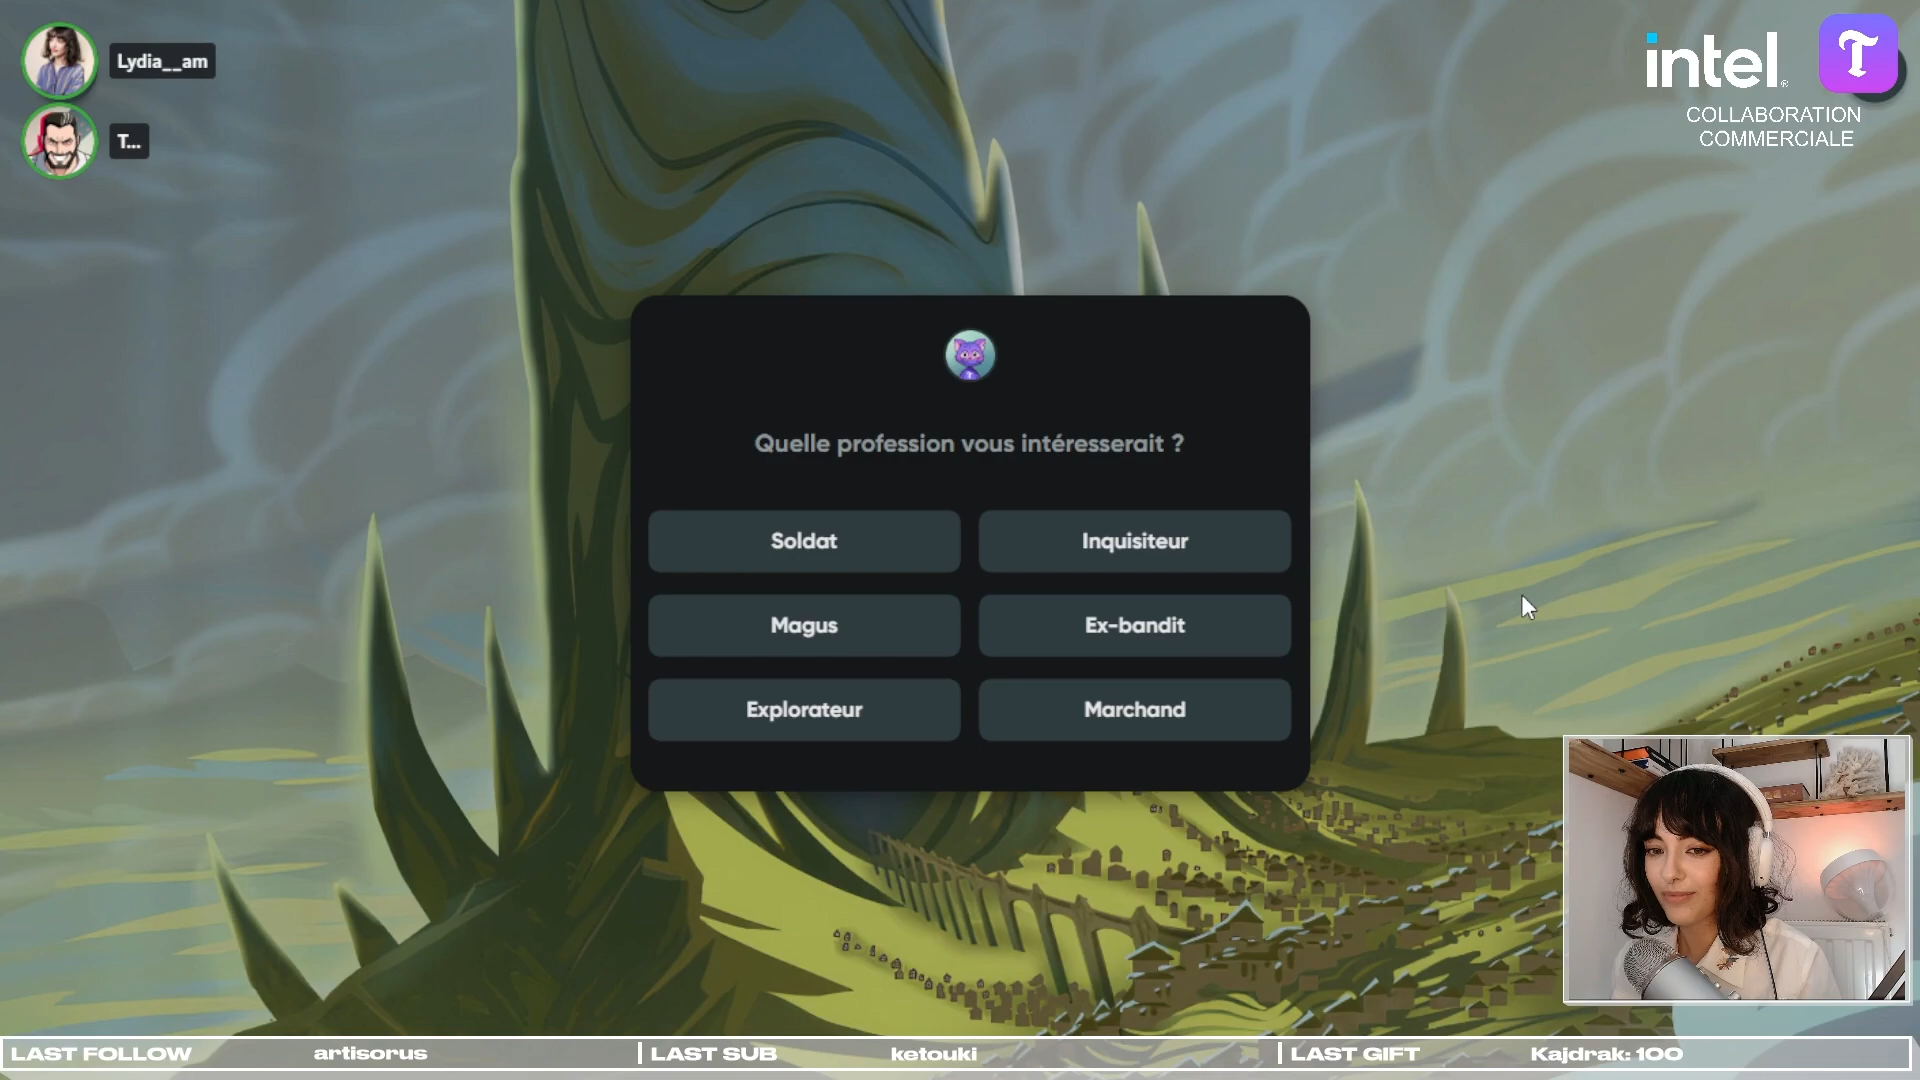 Lydia__am
T...
intel
T
COLLABORATION
COMMERCIALE
Quelle profession vous intéresserait ?
Soldat
Inquisiteur
Magus
Ex-bandit
Explorateur
Marchand
LAST FOLLOW artisorus
LAST SUB ketouki
LAST GIFT Kajdrak: 100